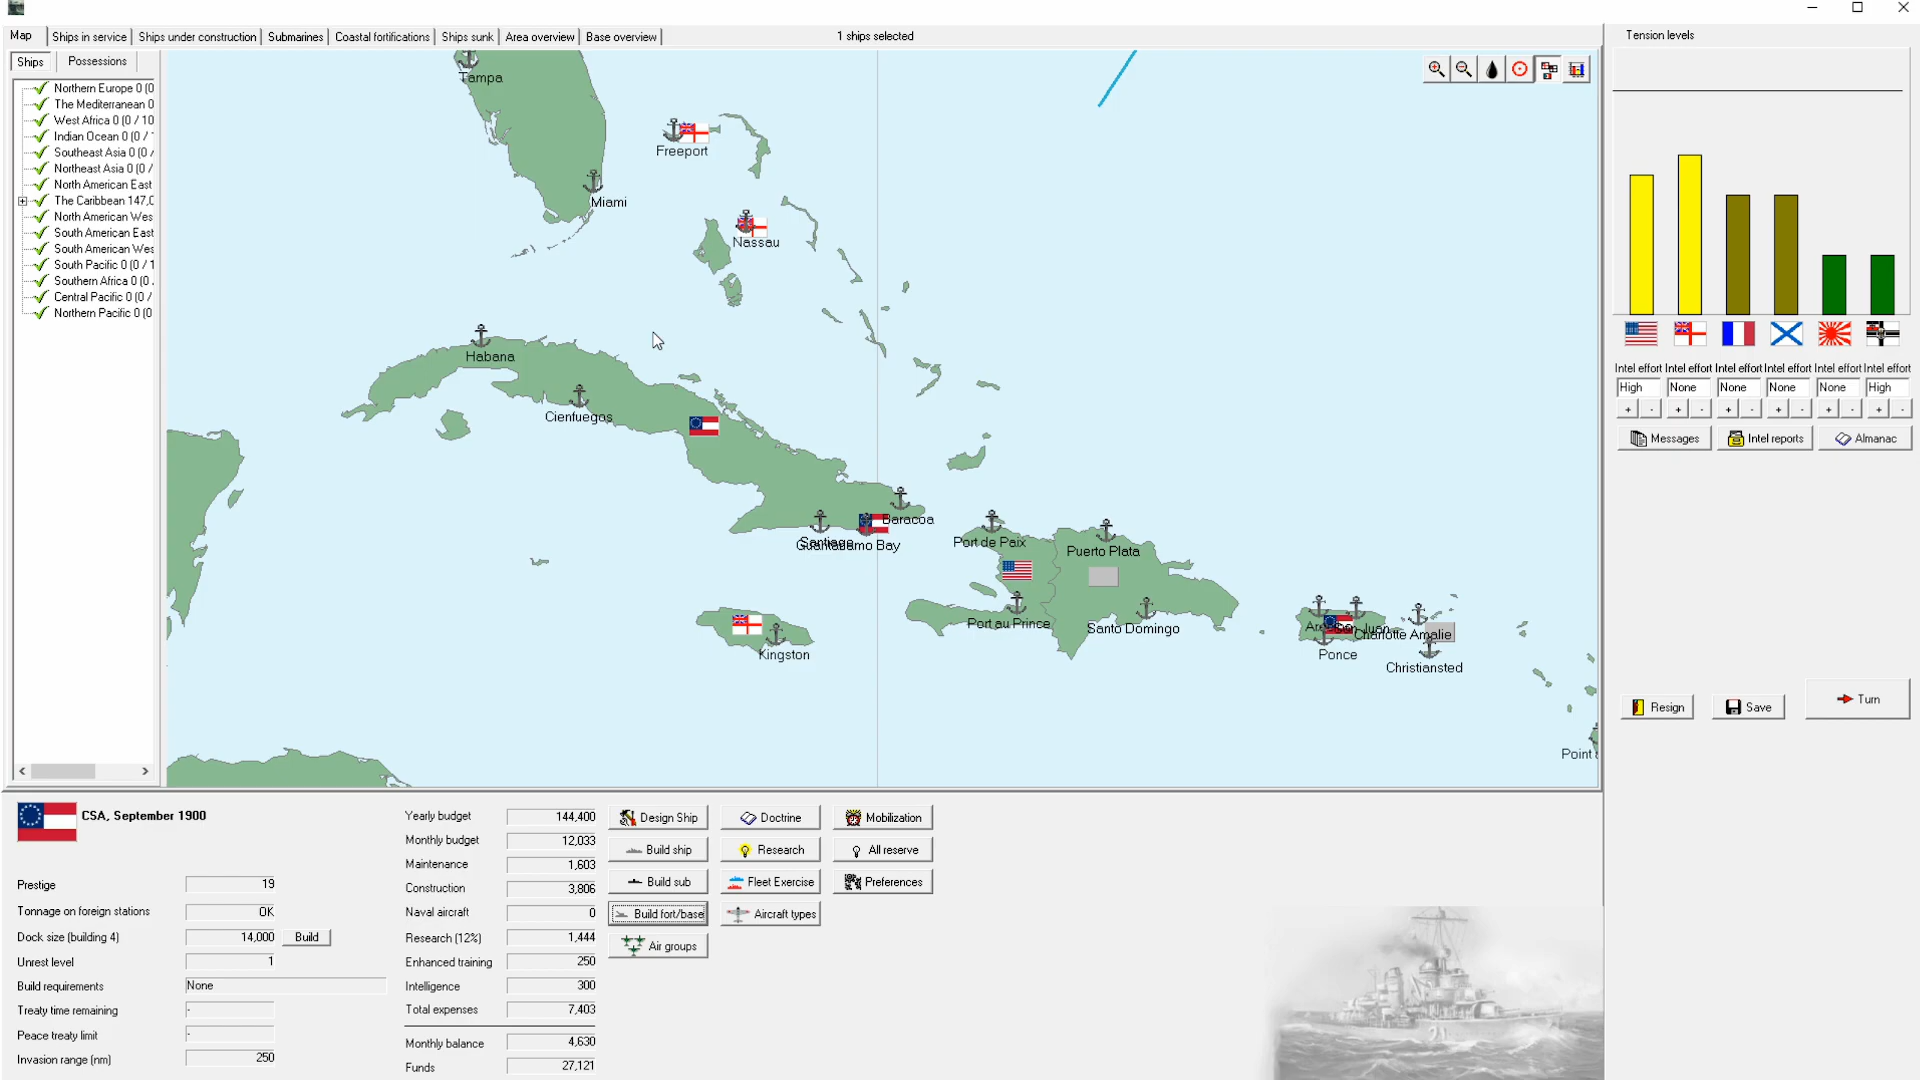 Map
Ships in service
Ships under construction
Submarines
Coastal fortifications
Ships sunk
Area overview
Base overview
1 ships selected
Tension levels
Ships
Possessions
Northern Europe 0 (0
The Mediterranean 0
West Africa 0 (0 / 10
Indian Ocean 0 (0 / 1
Southeast Asia 0 (0 /
Northeast Asia 0 (0 /
North American East
The Caribbean 147,0
North American Wes
South American East
South American Wes
South Pacific 0 (0 / 1
Southern Africa 0 (0 .
Central Pacific 0 (0 /
Northern Pacific 0 (0
Tampa
Freeport
Miami
Nassau
Habana
Cienfuegos
Baracoa
Santiago
Guantanamo Bay
Port de Paix
Puerto Plata
Port au Prince
Santo Domingo
Kingston
San Juan
Charlotte Amalie
Ponce
Christiansted
Point
Intel effort Intel effort Intel effort Intel effort Intel effort Intel effort
High None None None None High
+ - + - + - + - + - + -
Messages
Intel reports
Almanac
Resign
Save
Turn
CSA, September 1900
Prestige 19
Tonnage on foreign stations OK
Dock size (building 4) 14,000 Build
Unrest level 1
Build requirements None
Treaty time remaining -
Peace treaty limit -
Invasion range (nm) 250
Yearly budget 144,400
Monthly budget 12,033
Maintenance 1,603
Construction 3,806
Naval aircraft 0
Research (12%) 1,444
Enhanced training 250
Intelligence 300
Total expenses 7,403
Monthly balance 4,630
Funds 27,121
Design Ship
Doctrine
Mobilization
Build ship
Research
All reserve
Build sub
Fleet Exercise
Preferences
Build fort/base
Aircraft types
Air groups